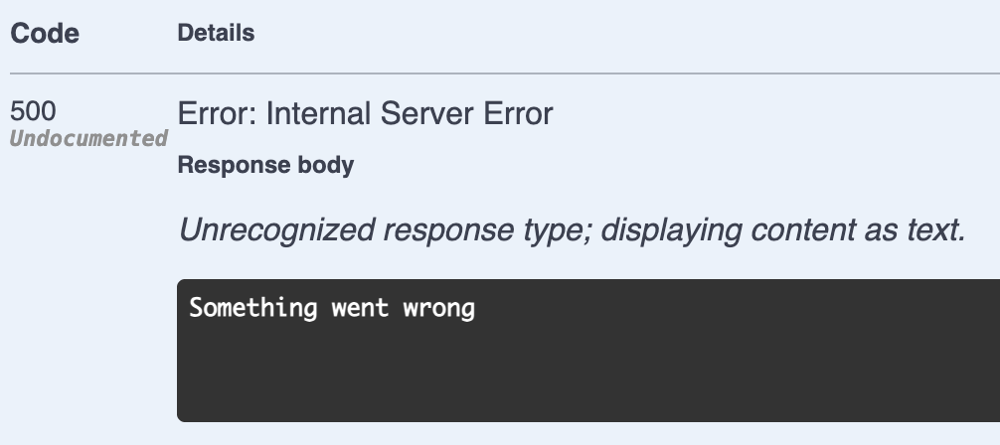 Code Details
500 Error: Internal Server Error
Undocumented
Response body
Unrecognized response type; displaying content as text.
Something went wrong